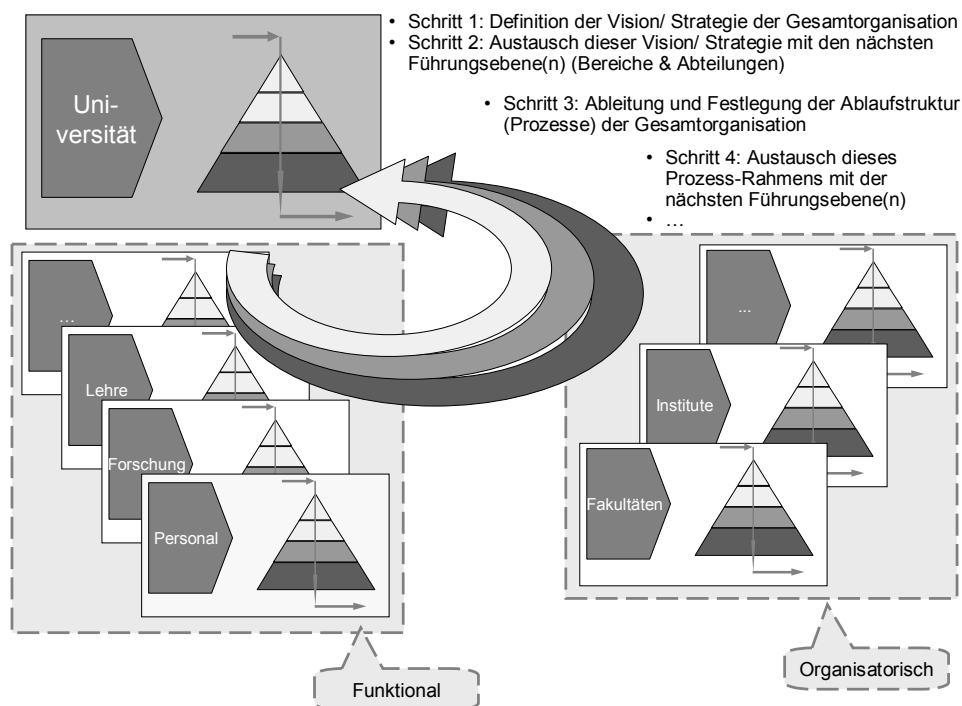 Uni-
versität
• Schritt 1: Definition der Vision/ Strategie der Gesamtorganisation
• Schritt 2: Austausch dieser Vision/ Strategie mit den nächsten
Führungsebene(n) (Bereiche & Abteilungen)
• Schritt 3: Ableitung und Festlegung der Ablaufstruktur
(Prozesse) der Gesamtorganisation
• Schritt 4: Austausch dieses
Prozess-Rahmens mit der
nächsten Führungsebene(n)
• ...
...
Lehre
Forschung
Personal
Funktional
...
Institute
Fakultäten
Organisatorisch